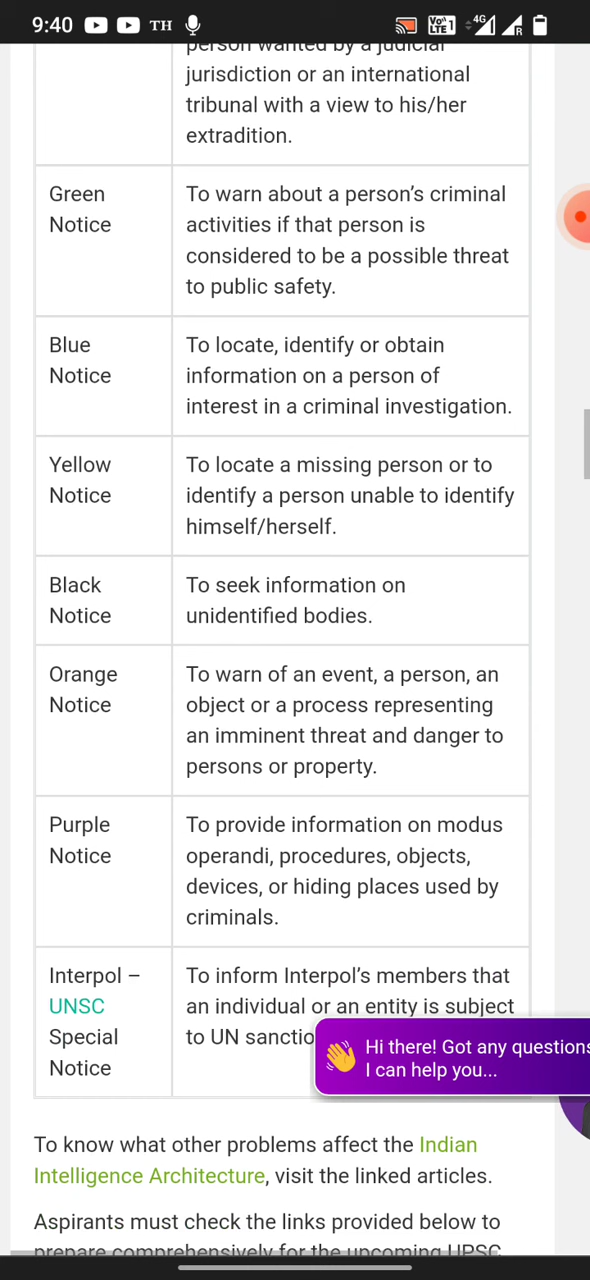 9:40 TH Vo 1 LTE 4G R
person wanted by a judicial
jurisdiction or an international
tribunal with a view to his/her
extradition.
Green
Notice
To warn about a person’s criminal
activities if that person is
considered to be a possible threat
to public safety.
Blue
Notice
To locate, identify or obtain
information on a person of
interest in a criminal investigation.
Yellow
Notice
To locate a missing person or to
identify a person unable to identify
himself/herself.
Black
Notice
To seek information on
unidentified bodies.
Orange
Notice
To warn of an event, a person, an
object or a process representing
an imminent threat and danger to
persons or property.
Purple
Notice
To provide information on modus
operandi, procedures, objects,
devices, or hiding places used by
criminals.
Interpol –
UNSC
Special
Notice
To inform Interpol’s members that
an individual or an entity is subject
to UN sanctio
Hi there! Got any questions
I can help you...
To know what other problems affect the Indian
Intelligence Architecture, visit the linked articles.
Aspirants must check the links provided below to
prepare comprehensively for the upcoming UPSC